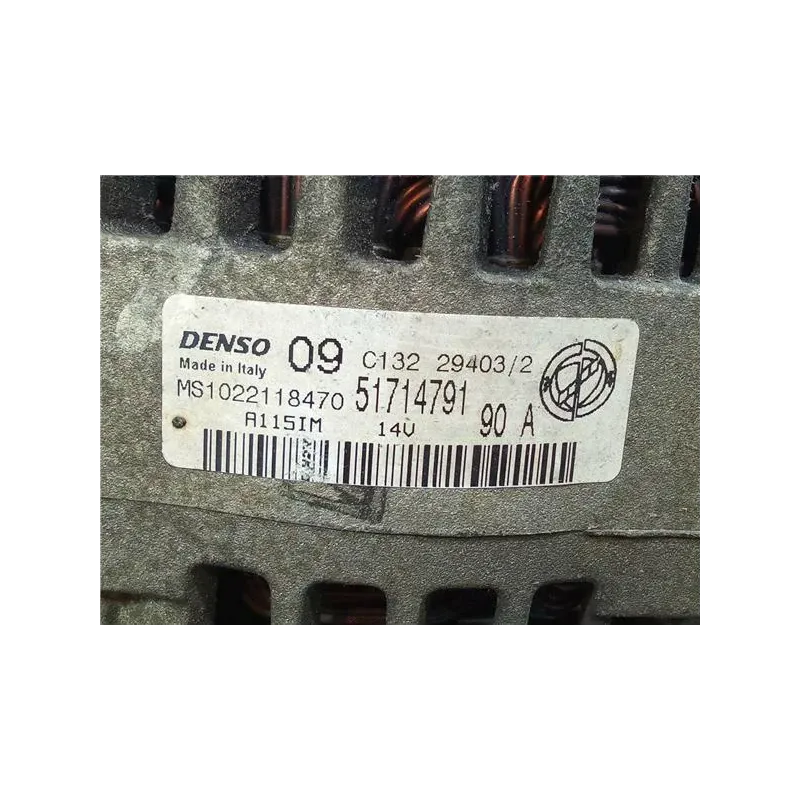 DENSO 09 C132 29403/2
Made in Italy
MS1022118470 51714791 90 A
A115IM 14V